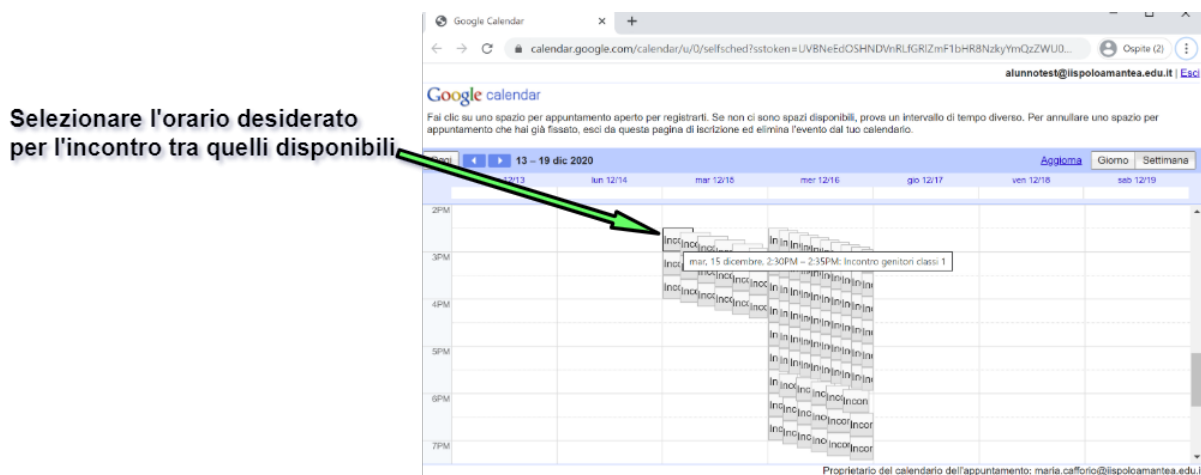 Google Calendar
calendar.google.com/calendar/u/0/selfsched?sstoken=UVBNeEdOSHNDVnRLfGRlZmF1bHR8NzkyYmQzZWU0...
Ospite (2)
alunnotest@iispoloamantea.edu.it | Esci
Google calendar
Selezionare l'orario desiderato
per l'incontro tra quelli disponibili
Fai clic su uno spazio per appuntamento aperto per registrarti. Se non ci sono spazi disponibili, prova un intervallo di tempo diverso. Per annullare uno spazio per
appuntamento che hai già fissato, esci da questa pagina di iscrizione ed elimina l'evento dal tuo calendario.
13 – 19 dic 2020 Aggiorna Giorno Settimana
12/13 lun 12/14 mar 12/15 mer 12/16 gio 12/17 ven 12/18 sab 12/19
2PM
3PM
mar, 15 dicembre, 2:30PM – 2:35PM: Incontro genitori classi 1
4PM
5PM
6PM
Incon
7PM
Proprietario del calendario dell'appuntamento: maria.cafforio@iispoloamantea.edu.i